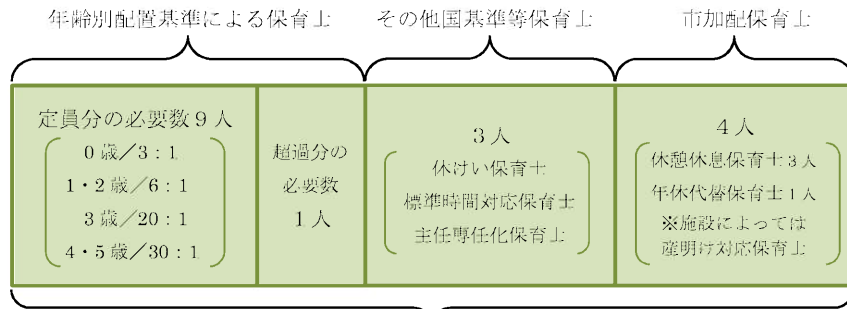 年齢別配置基準による保育士
その他国基準等保育士
市加配保育士
定員分の必要数9人
0歳/3:1
1・2歳/6:1
3歳/20:1
4・5歳/30:1
超過分の
必要数
1人
3人
休けい保育士
標準時間対応保育士
主任専任化保育士
4人
休憩休息保育士3人
年休代替保育士1人
※施設によっては
産明け対応保育士